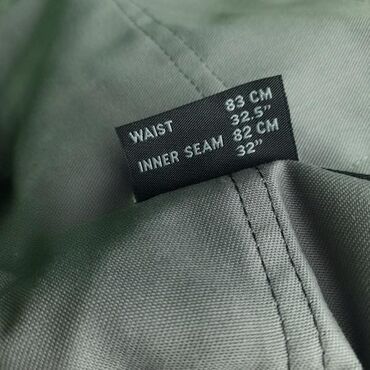 WAIST 83 CM
32.5"
INNER SEAM 82 CM
32"